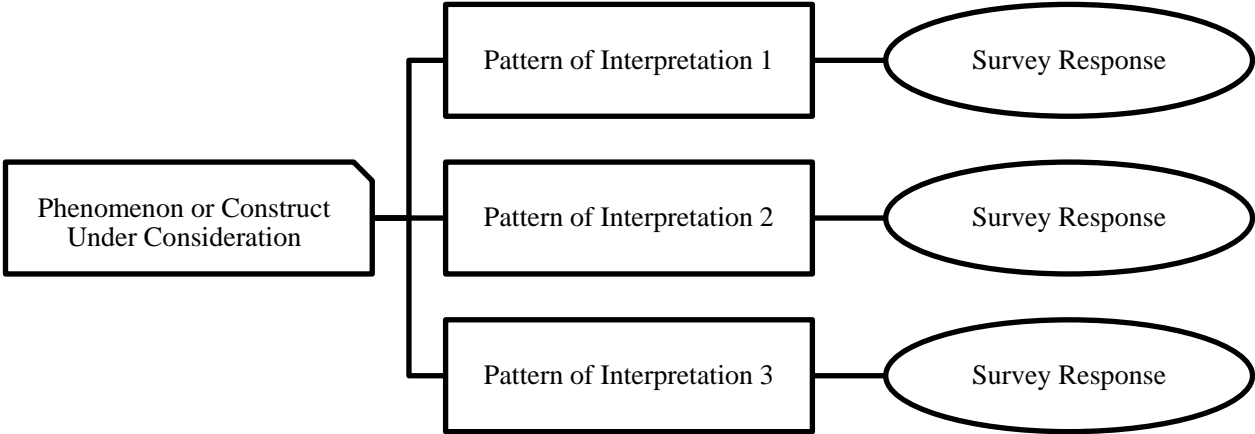 Pattern of Interpretation 1
Survey Response
Phenomenon or Construct
Under Consideration
Pattern of Interpretation 2
Survey Response
Pattern of Interpretation 3
Survey Response